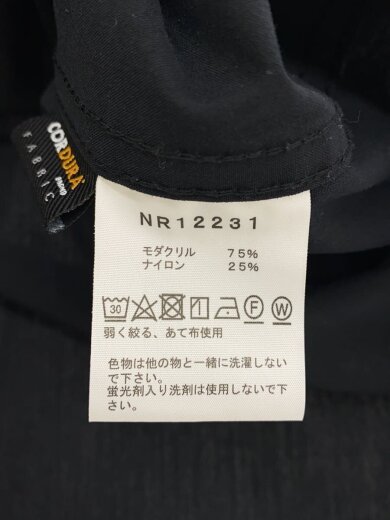 CORDURA
FABRIC
NR12231
モダクリル 75%
ナイロン 25%
30 F W
弱く絞る、あて布使用
色物は他の物と一緒に洗濯しない
で下さい。
蛍光剤入り洗剤は使用しないで下
さい。